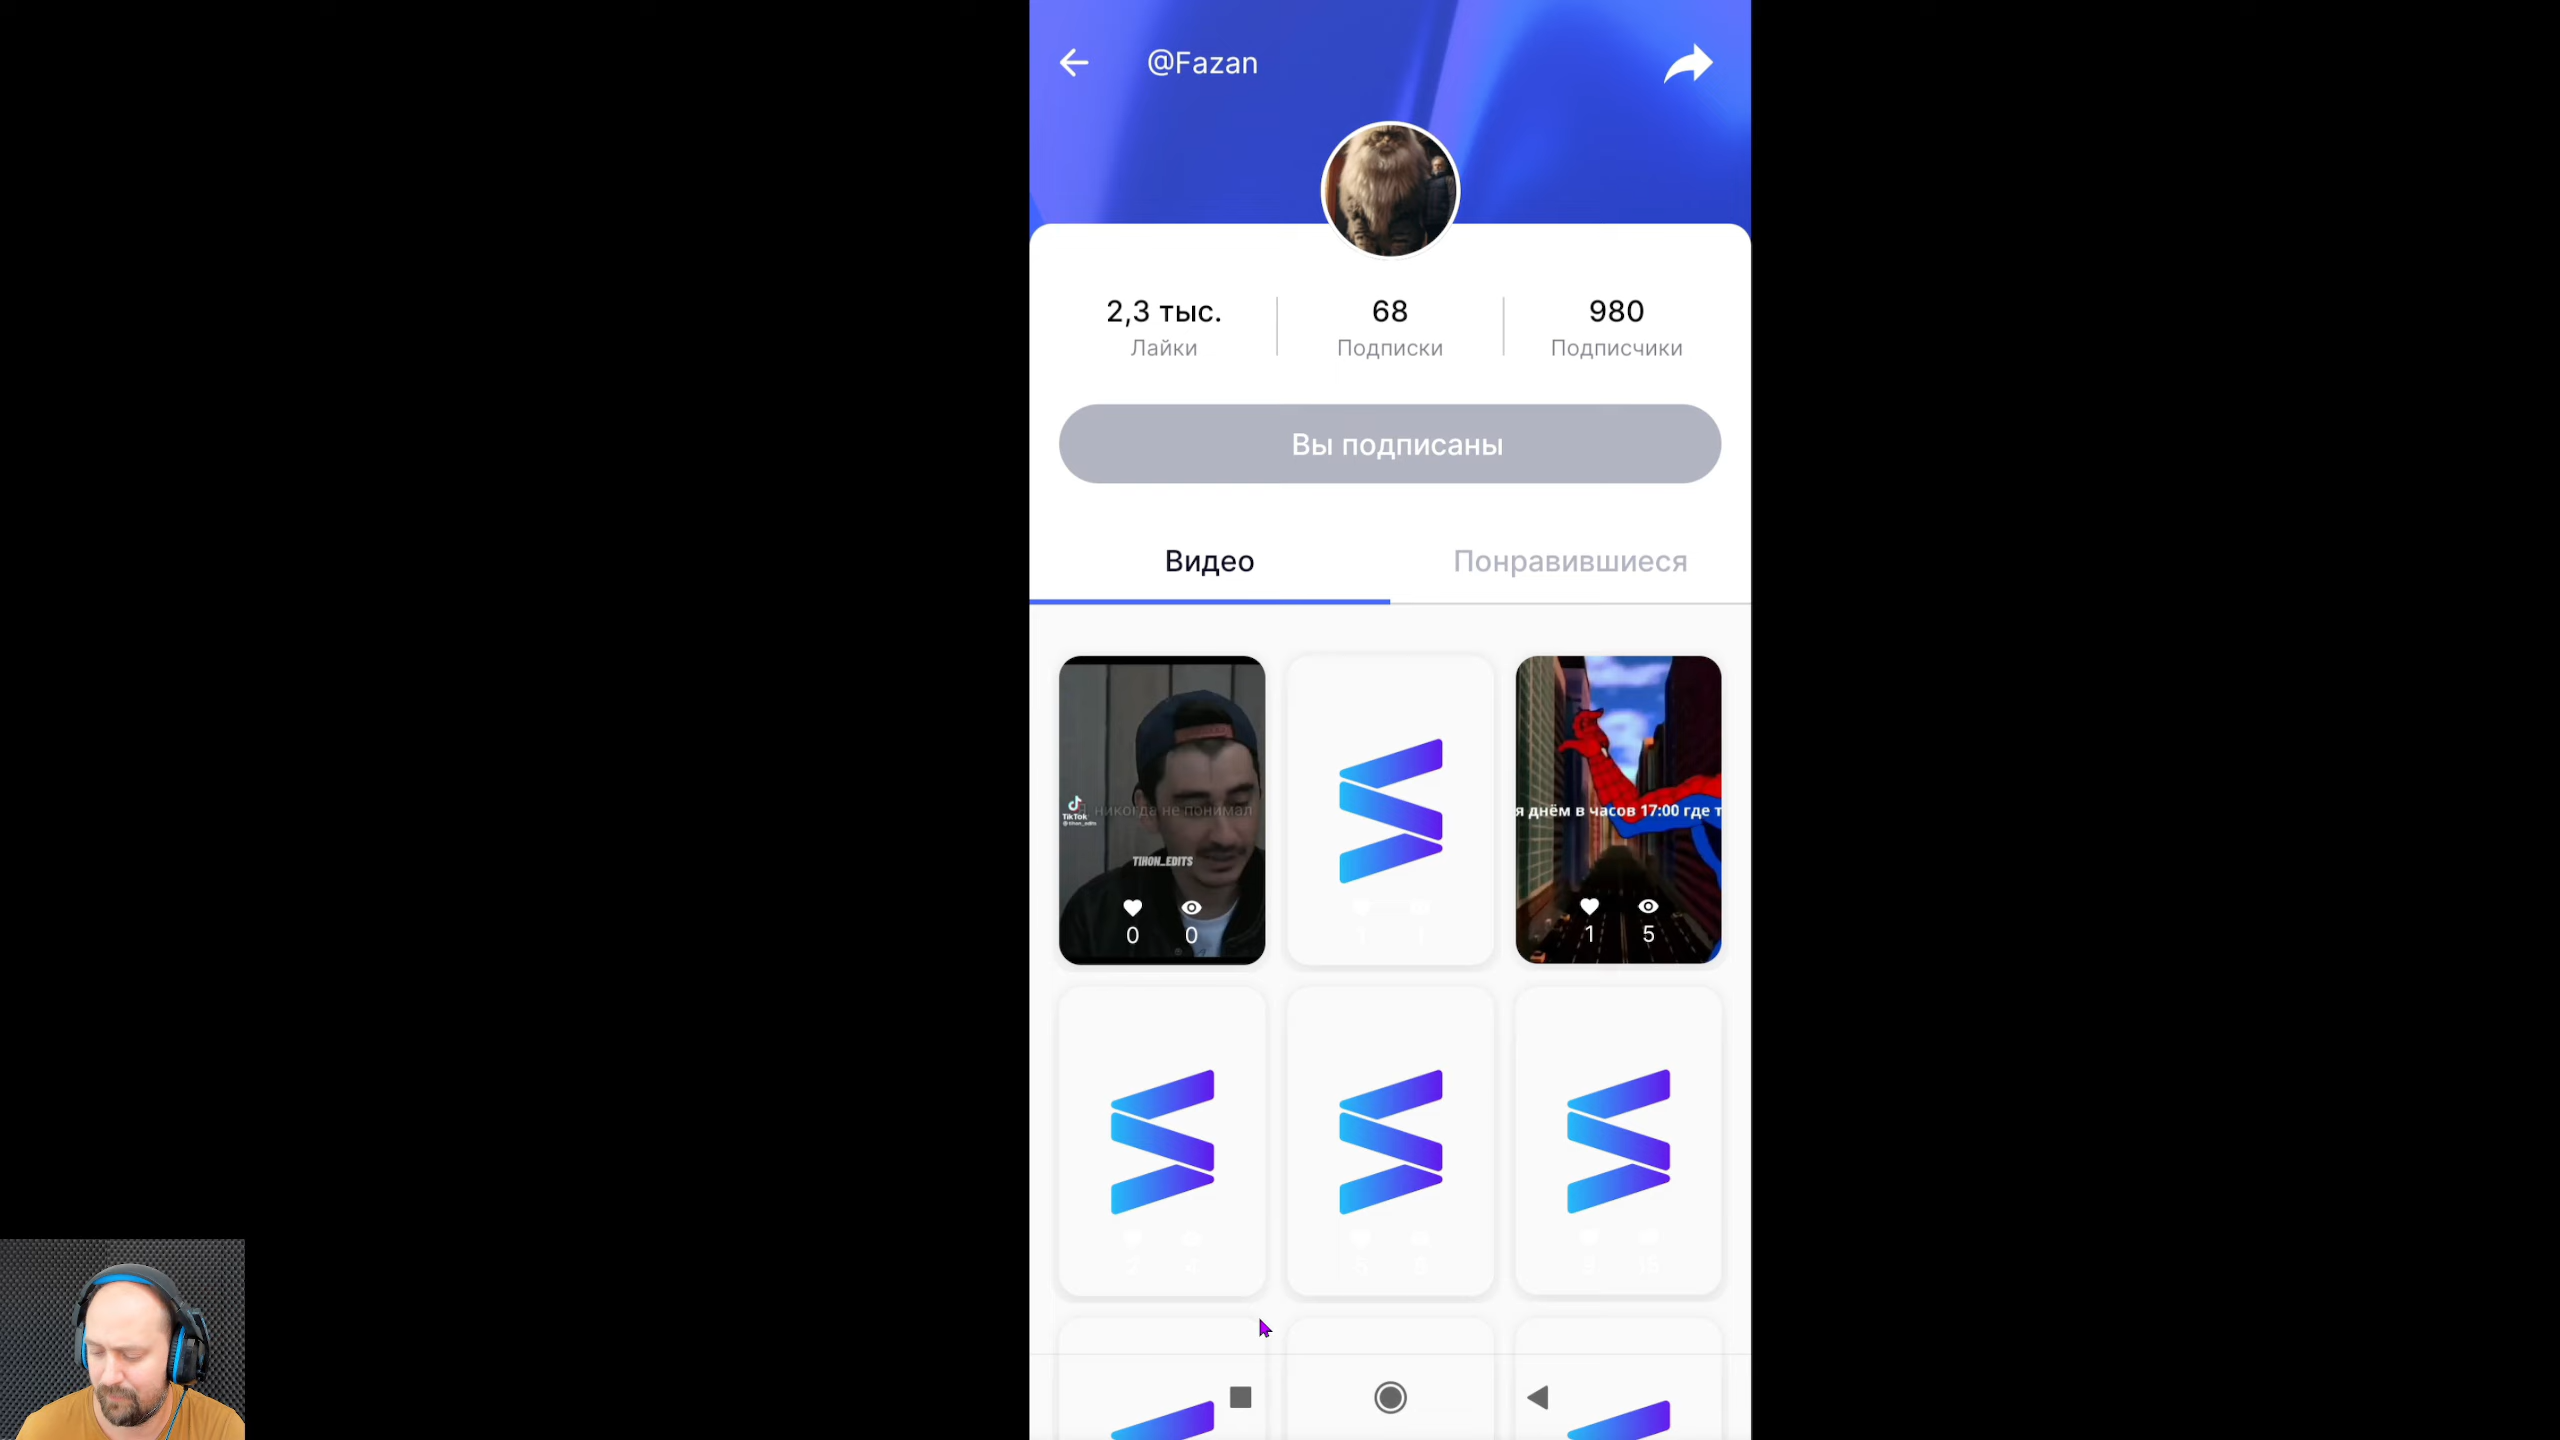 @Fazan
2,3 тыс.
68
980
Лайки
Подписки
Подписчики
Вы подписаны
Видео
Понравившиеся
Я никогда не понимал
TikTok
TIHON_EDITS
0
0
я днём в часов 17:00 где т
1
5